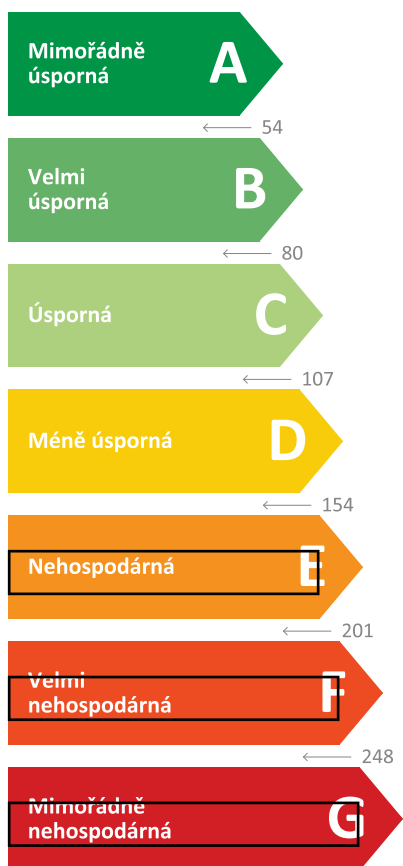 Mimořádně
úsporná
A
54
Velmi
úsporná
B
80
Úsporná
C
107
Méně úsporná
D
154
Nehospodárná
E
201
Velmi
nehospodárná
F
248
Mimořádně
nehospodárná
G